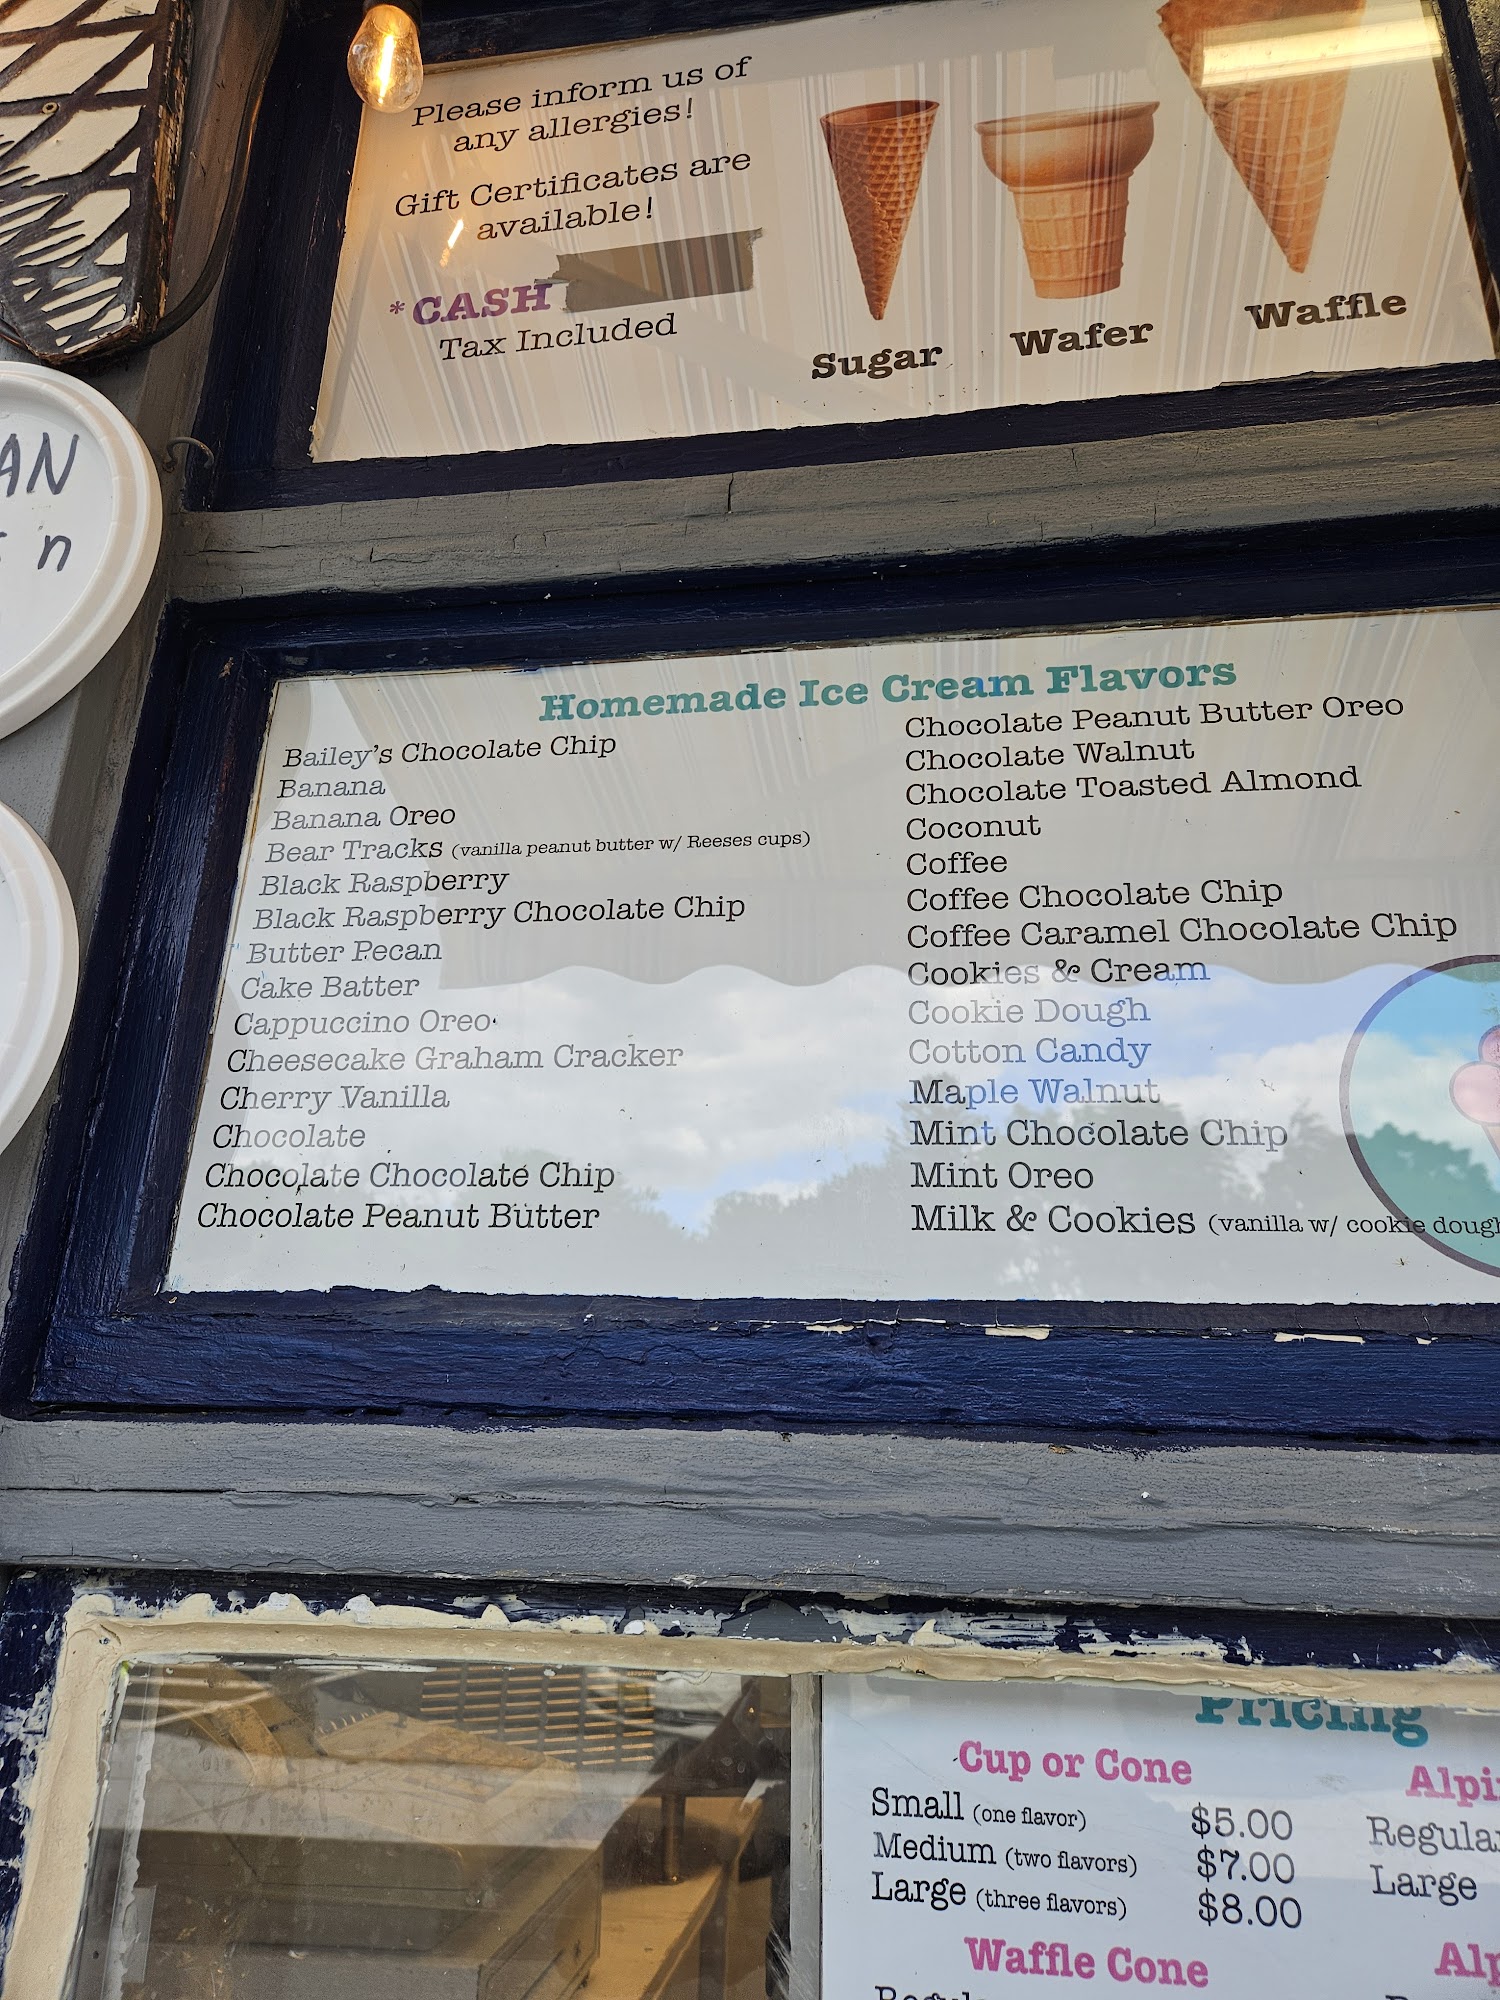 Please inform us of
any allergies!
Gift Certificates are
available!
*CASH
Tax Included
Sugar
Wafer
Waffle
AN
n
Homemade Ice Cream Flavors
Bailey's Chocolate Chip
Banana
Banana Oreo
Bear Tracks (vanilla peanut butter w/ Reeses cups)
Black Raspberry
Black Raspberry Chocolate Chip
Butter Pecan
Cake Batter
Cappuccino Oreo
Cheesecake Graham Cracker
Cherry Vanilla
Chocolate
Chocolate Chocolate Chip
Chocolate Peanut Butter
Chocolate Peanut Butter Oreo
Chocolate Walnut
Chocolate Toasted Almond
Coconut
Coffee
Coffee Chocolate Chip
Coffee Caramel Chocolate Chip
Cookies & Cream
Cookie Dough
Cotton Candy
Maple Walnut
Mint Chocolate Chip
Mint Oreo
Milk & Cookies (vanilla w/ cookie dough
Pricing
Cup or Cone
Small (one flavor) $5.00
Medium (two flavors) $7.00
Large (three flavors) $8.00
Waffle Cone
Alpi
Regula
Large
Alp